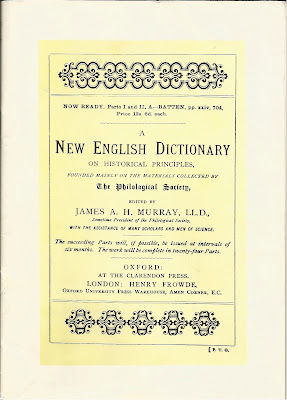 NOW READY, Parts I and II, A—BATTEN, pp. xxiv, 704,
Price 12s. 6d. each.
A
NEW ENGLISH DICTIONARY
ON HISTORICAL PRINCIPLES,
FOUNDED MAINLY ON THE MATERIALS COLLECTED BY
The Philological Society,
EDITED BY
JAMES A. H. MURRAY, LL.D.,
Sometime President of the Philological Society,
WITH THE ASSISTANCE OF MANY SCHOLARS AND MEN OF SCIENCE.
The succeeding Parts will, if possible, be issued at intervals of
six months. The work will be complete in twenty-four Parts.
OXFORD:
AT THE CLARENDON PRESS.
LONDON: HENRY FROWDE,
OXFORD UNIVERSITY PRESS WAREHOUSE, AMEN CORNER, E.C.